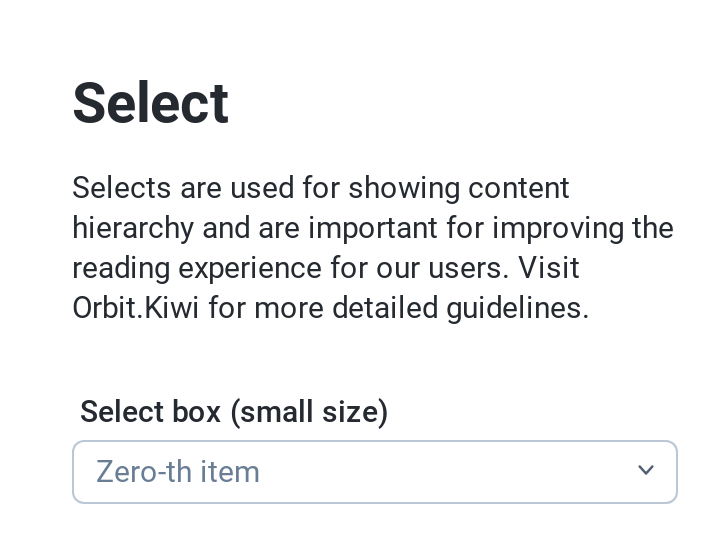 Select
Selects are used for showing content
hierarchy and are important for improving the
reading experience for our users. Visit
Orbit.Kiwi for more detailed guidelines.
Select box (small size)
Zero-th item